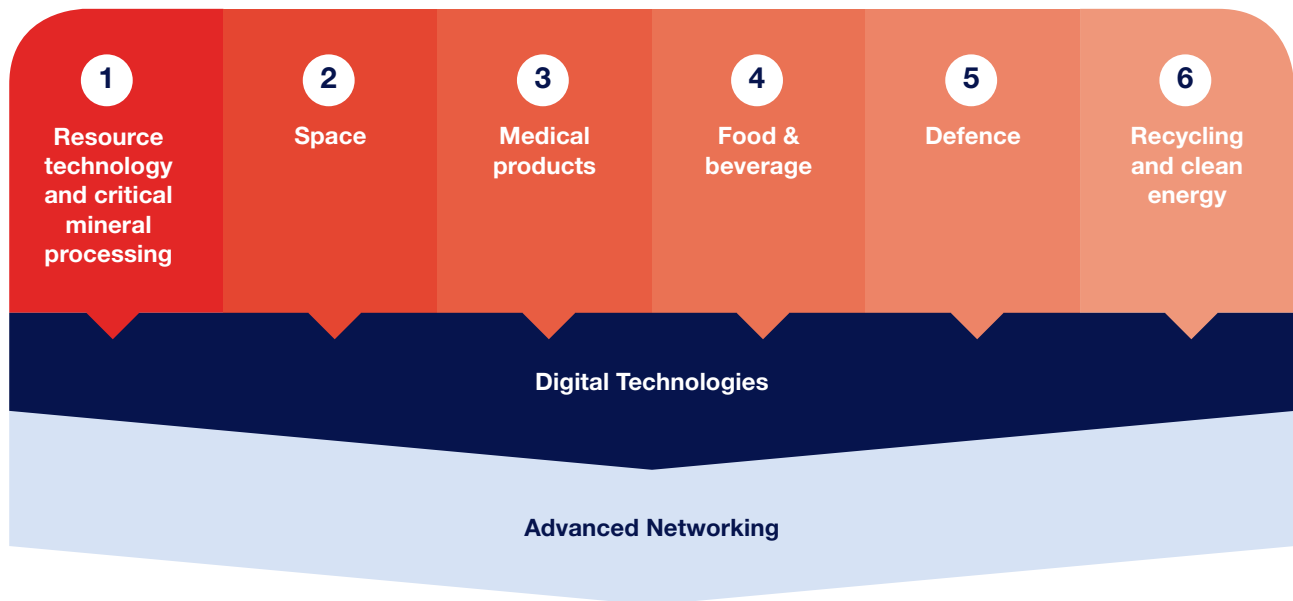 1
Resource
technology
and critical
mineral
processing
2
Space
3
Medical
products
4
Food &
beverage
5
Defence
6
Recycling
and clean
energy
Digital Technologies
Advanced Networking